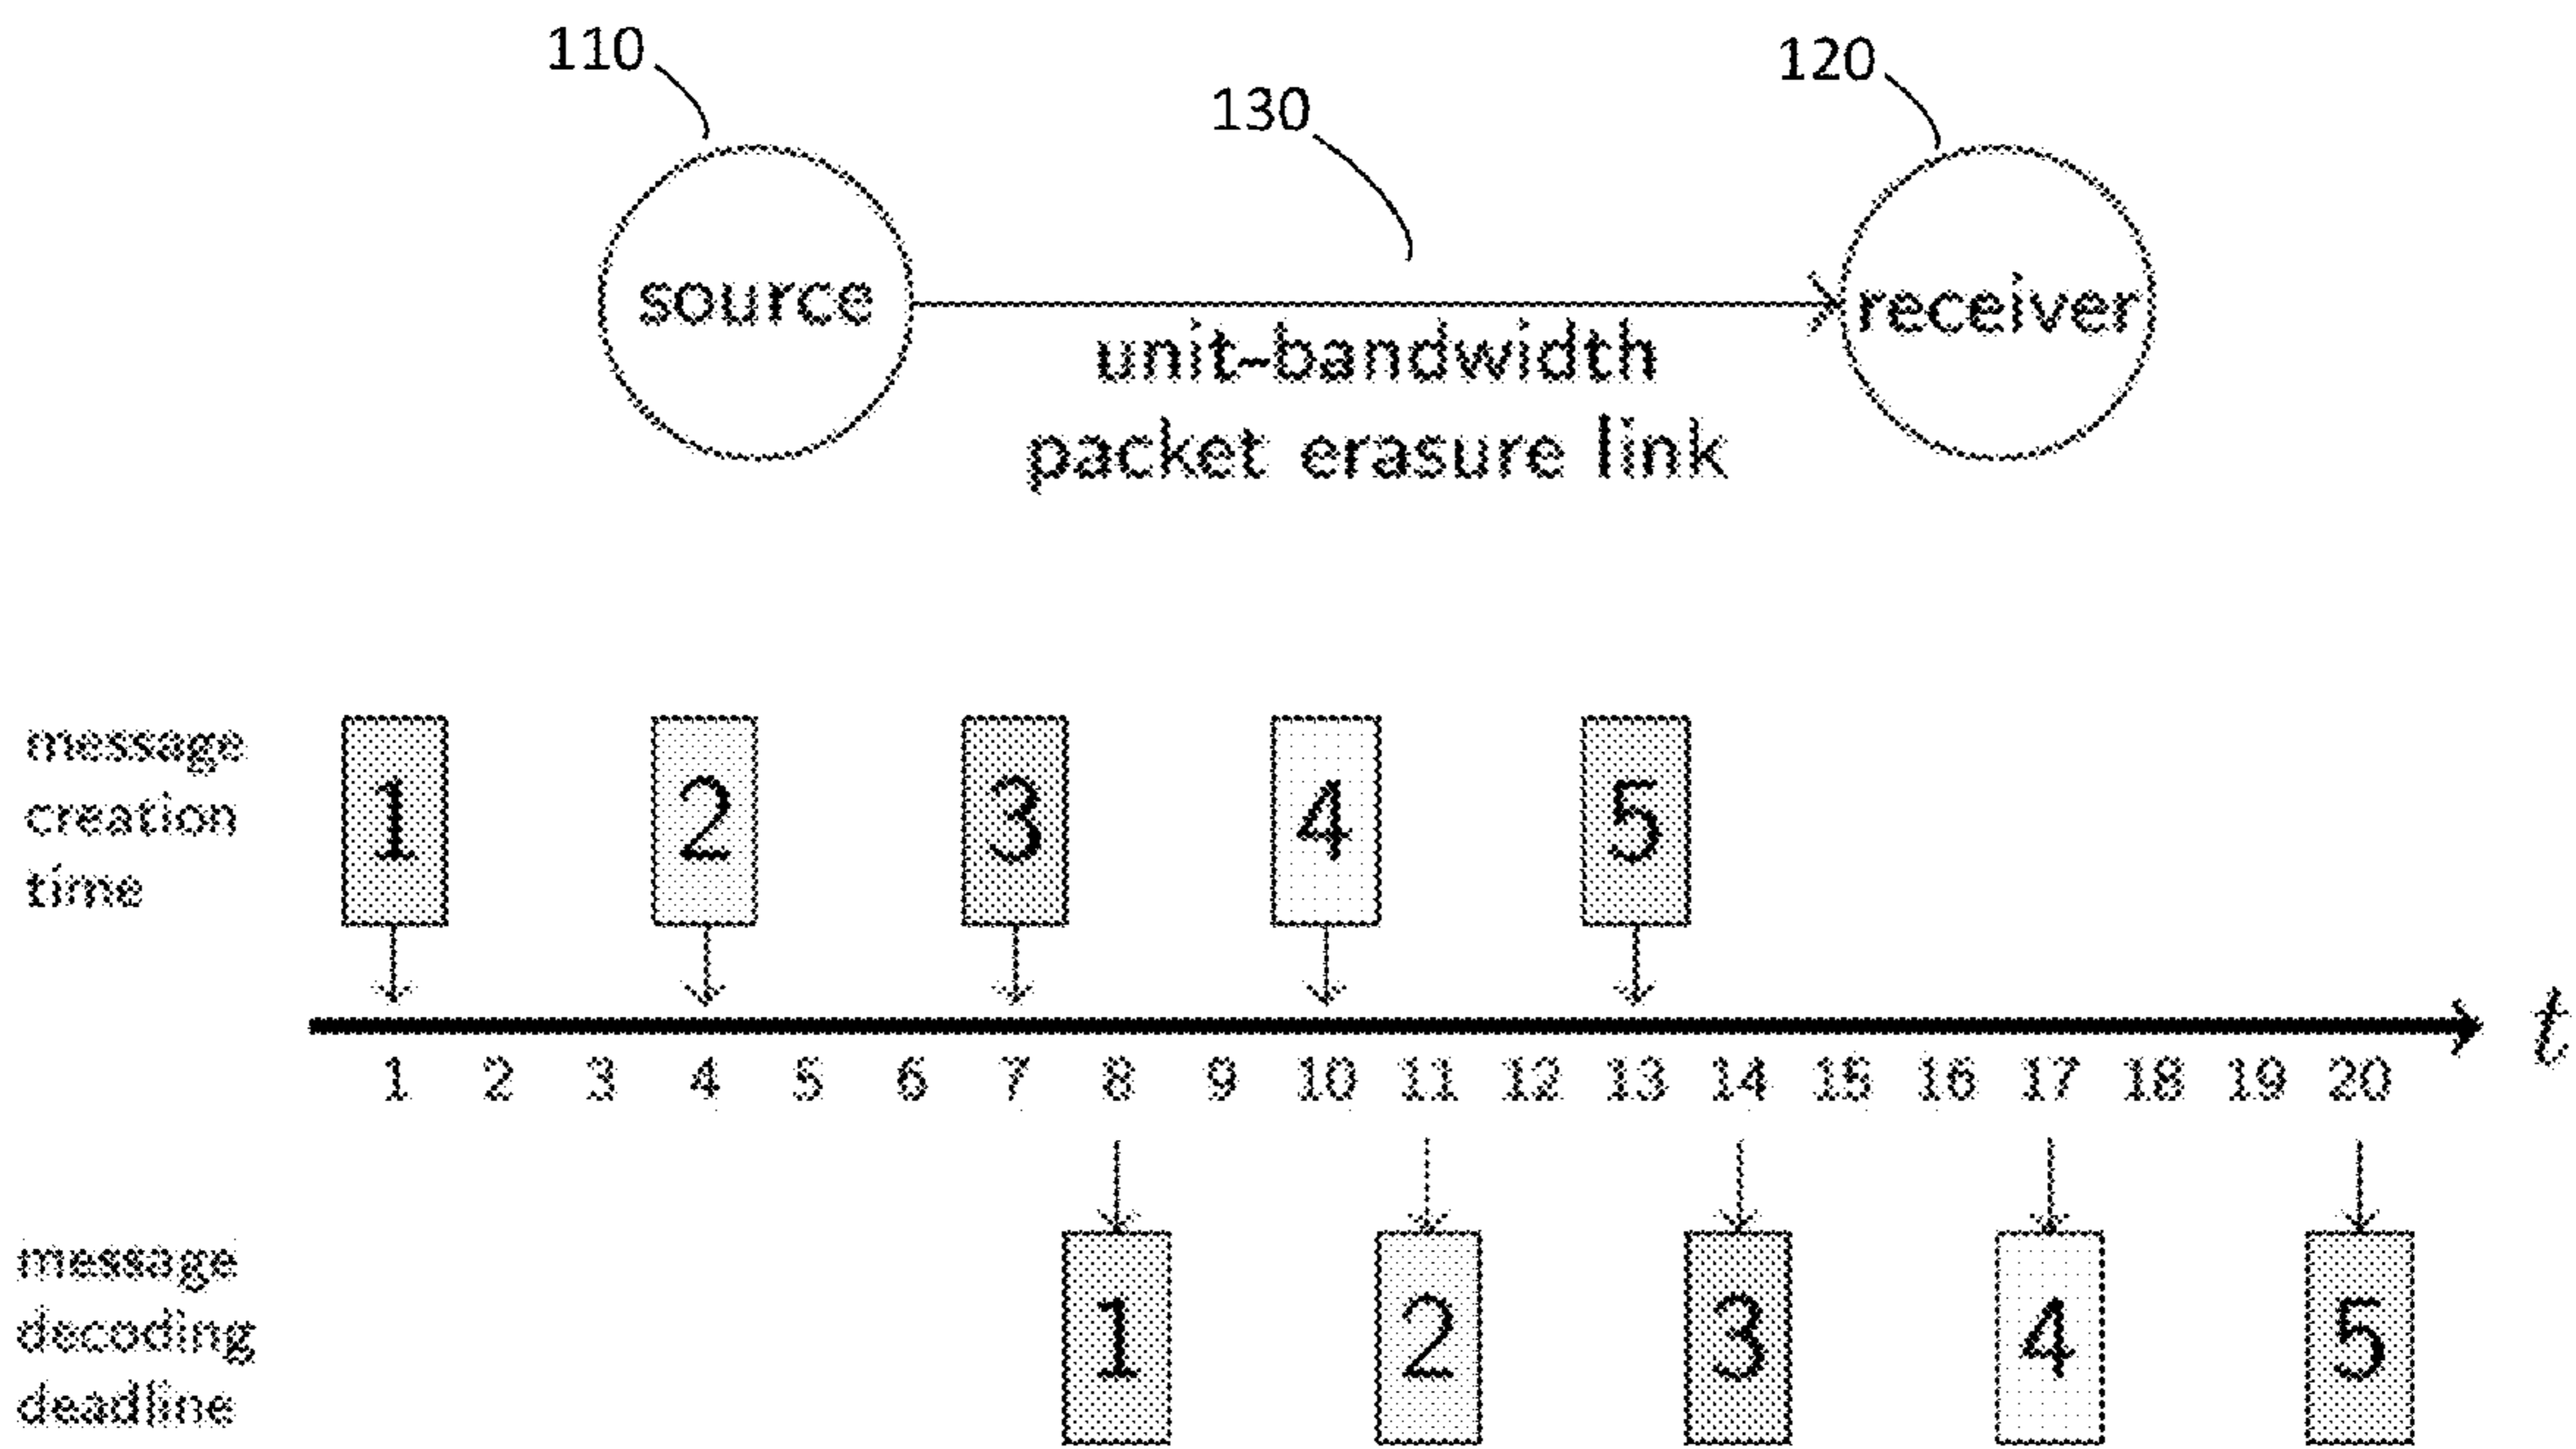 110
120
130
source
receiver
unit-bandwidth
packet erasure link
message
creation
time
1 2 3 4 5
t
1 2 3 4 5 6 7 8 9 10 11 12 13 14 15 16 17 18 19 20
message
decoding
deadline
1 2 3 4 5